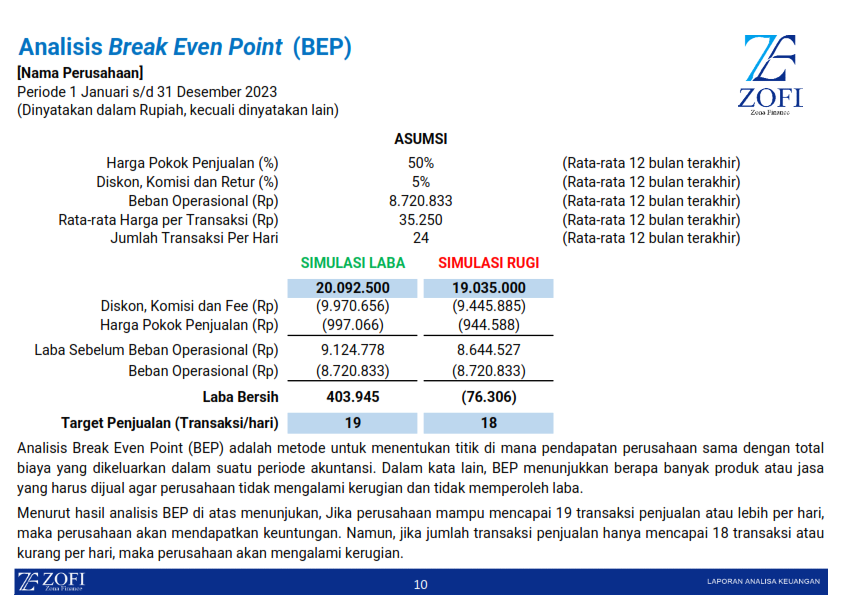 Analisis Break Even Point (BEP)
[Nama Perusahaan]
Periode 1 Januari s/d 31 Desember 2023
(Dinyatakan dalam Rupiah, kecuali dinyatakan lain)
ZOFI
Zona Finance
ASUMSI
Harga Pokok Penjualan (%) 50% (Rata-rata 12 bulan terakhir)
Diskon, Komisi dan Retur (%) 5% (Rata-rata 12 bulan terakhir)
Beban Operasional (Rp) 8.720.833 (Rata-rata 12 bulan terakhir)
Rata-rata Harga per Transaksi (Rp) 35.250 (Rata-rata 12 bulan terakhir)
Jumlah Transaksi Per Hari 24 (Rata-rata 12 bulan terakhir)
SIMULASI LABA SIMULASI RUGI
20.092.500 19.035.000
Diskon, Komisi dan Fee (Rp) (9.970.656) (9.445.885)
Harga Pokok Penjualan (Rp) (997.066) (944.588)
Laba Sebelum Beban Operasional (Rp) 9.124.778 8.644.527
Beban Operasional (Rp) (8.720.833) (8.720.833)
Laba Bersih 403.945 (76.306)
Target Penjualan (Transaksi/hari) 19 18
Analisis Break Even Point (BEP) adalah metode untuk menentukan titik di mana pendapatan perusahaan sama dengan total
biaya yang dikeluarkan dalam suatu periode akuntansi. Dalam kata lain, BEP menunjukkan berapa banyak produk atau jasa
yang harus dijual agar perusahaan tidak mengalami kerugian dan tidak memperoleh laba.
Menurut hasil analisis BEP di atas menunjukan, Jika perusahaan mampu mencapai 19 transaksi penjualan atau lebih per hari,
maka perusahaan akan mendapatkan keuntungan. Namun, jika jumlah transaksi penjualan hanya mencapai 18 transaksi atau
kurang per hari, maka perusahaan akan mengalami kerugian.
ZOFI
Zona Finance
10
LAPORAN ANALISA KEUANGAN